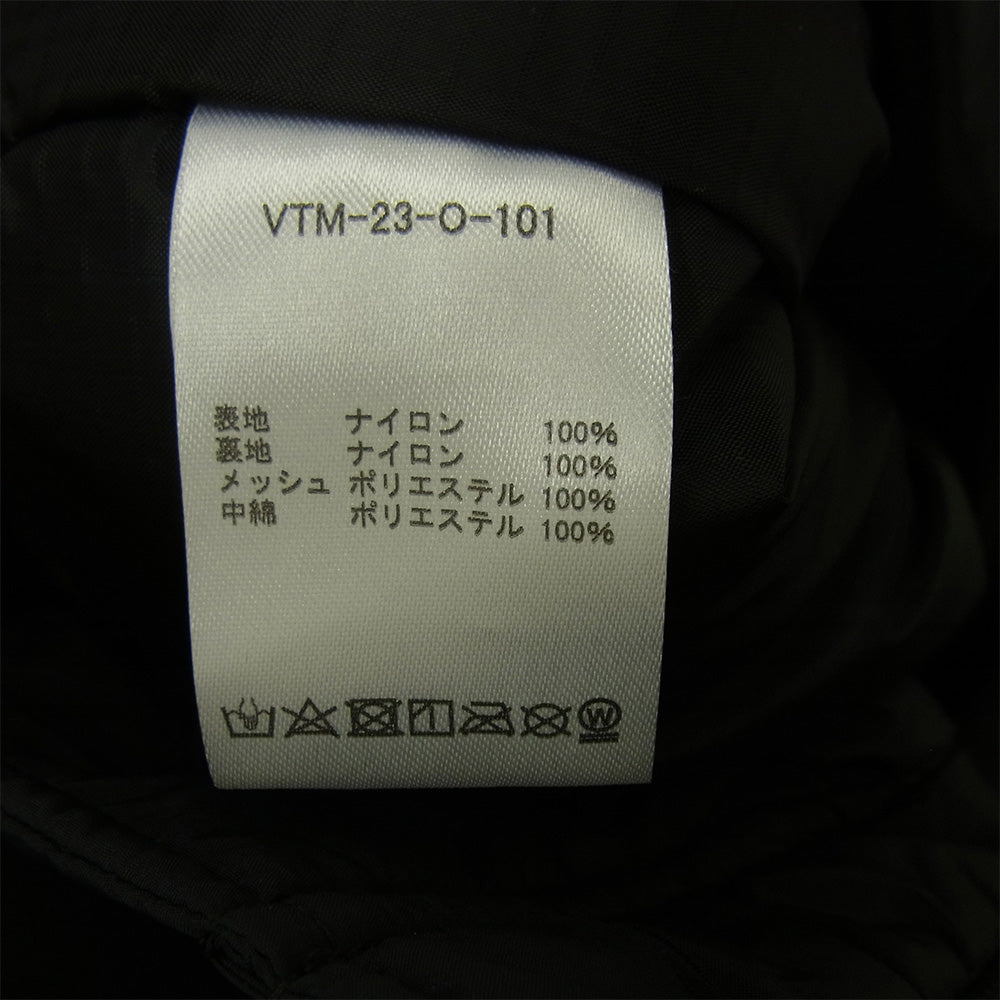 VTM-23-O-101
表地 ナイロン 100%
裏地 ナイロン 100%
メッシュ ポリエステル 100%
中綿 ポリエステル 100%
W